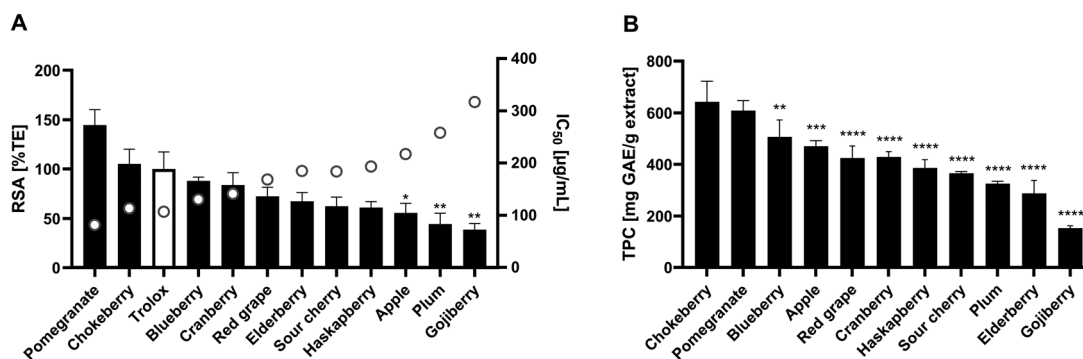 A
RSA [%TE]
200
150
100
50
0
IC50 [µg/mL]
400
300
200
100
0
*
**
**
Pomegranate
Chokeberry
Trolox
Blueberry
Cranberry
Red grape
Elderberry
Sour cherry
Haskapberry
Apple
Plum
Gojiberry
B
TPC [mg GAE/g extract]
800
600
400
200
0
**
***
****
****
****
****
****
****
****
Chokeberry
Pomegranate
Blueberry
Apple
Red grape
Cranberry
Haskapberry
Sour cherry
Plum
Elderberry
Gojiberry